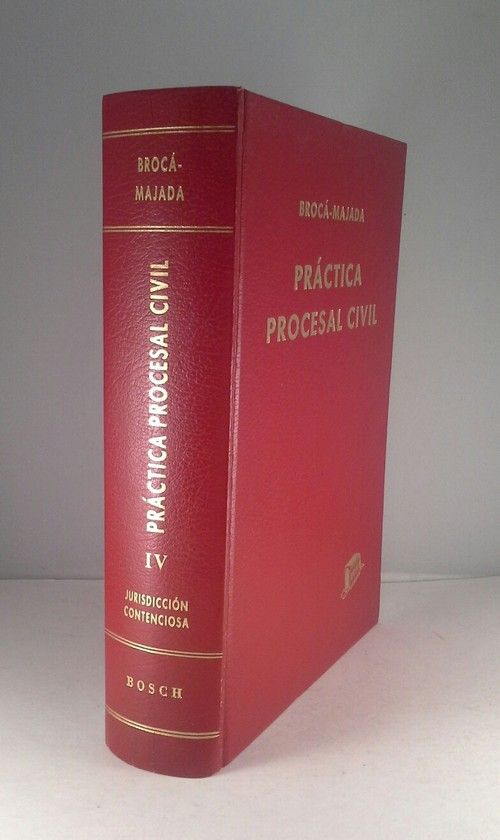 BROCÁ-
MAJADA
PRÁCTICA PROCESAL CIVIL
IV
JURISDICCIÓN
CONTENCIOSA
BOSCH
BROCÁ-MAJADA
PRÁCTICA
PROCESAL CIVIL